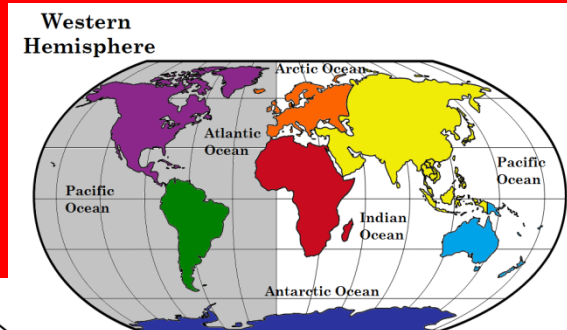 Western
Hemisphere
Arctic Ocean
Atlantic
Ocean
Pacific
Ocean
Pacific
Ocean
Indian
Ocean
Antarctic Ocean